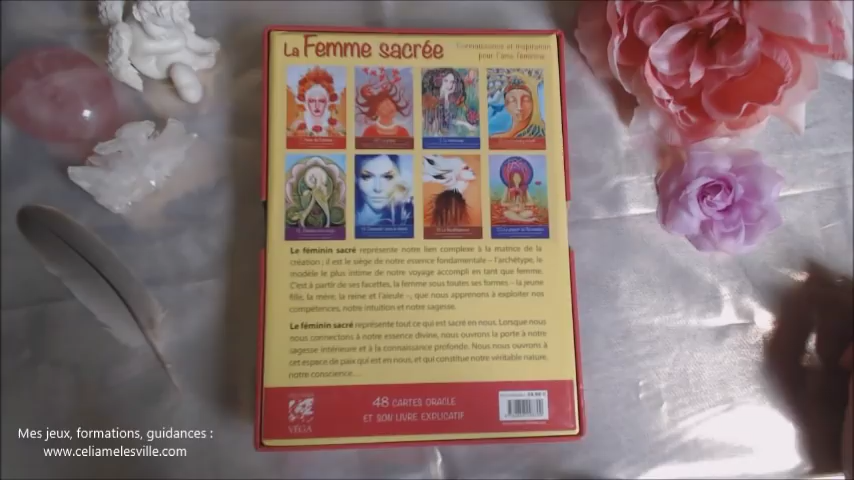 La Femme sacrée
Connaissance et inspiration
pour l'âme féminine
Le féminin sacré représente notre lien complexe à la matrice de la
création ; il est le siège de notre essence fondamentale – l'archétype, le
modèle le plus intime de notre voyage accompli en tant que femme.
C'est à partir de ses facettes, la femme sous toutes ses formes – la jeune
fille, la mère, la reine et l'aïeule –, que nous apprenons à exploiter nos
compétences, notre intuition et notre sagesse.
Le féminin sacré représente tout ce qui est sacré en nous. Lorsque nous
nous connectons à notre essence divine, nous ouvrons la porte à notre
sagesse intérieure et à la connaissance profonde. Nous nous ouvrons à
cet espace de paix qui est en nous, et qui constitue notre véritable nature,
notre conscience...
48 CARTES ORACLE
ET SON LIVRE EXPLICATIF
VÉGA
Mes jeux, formations, guidances :
www.celiamelesville.com